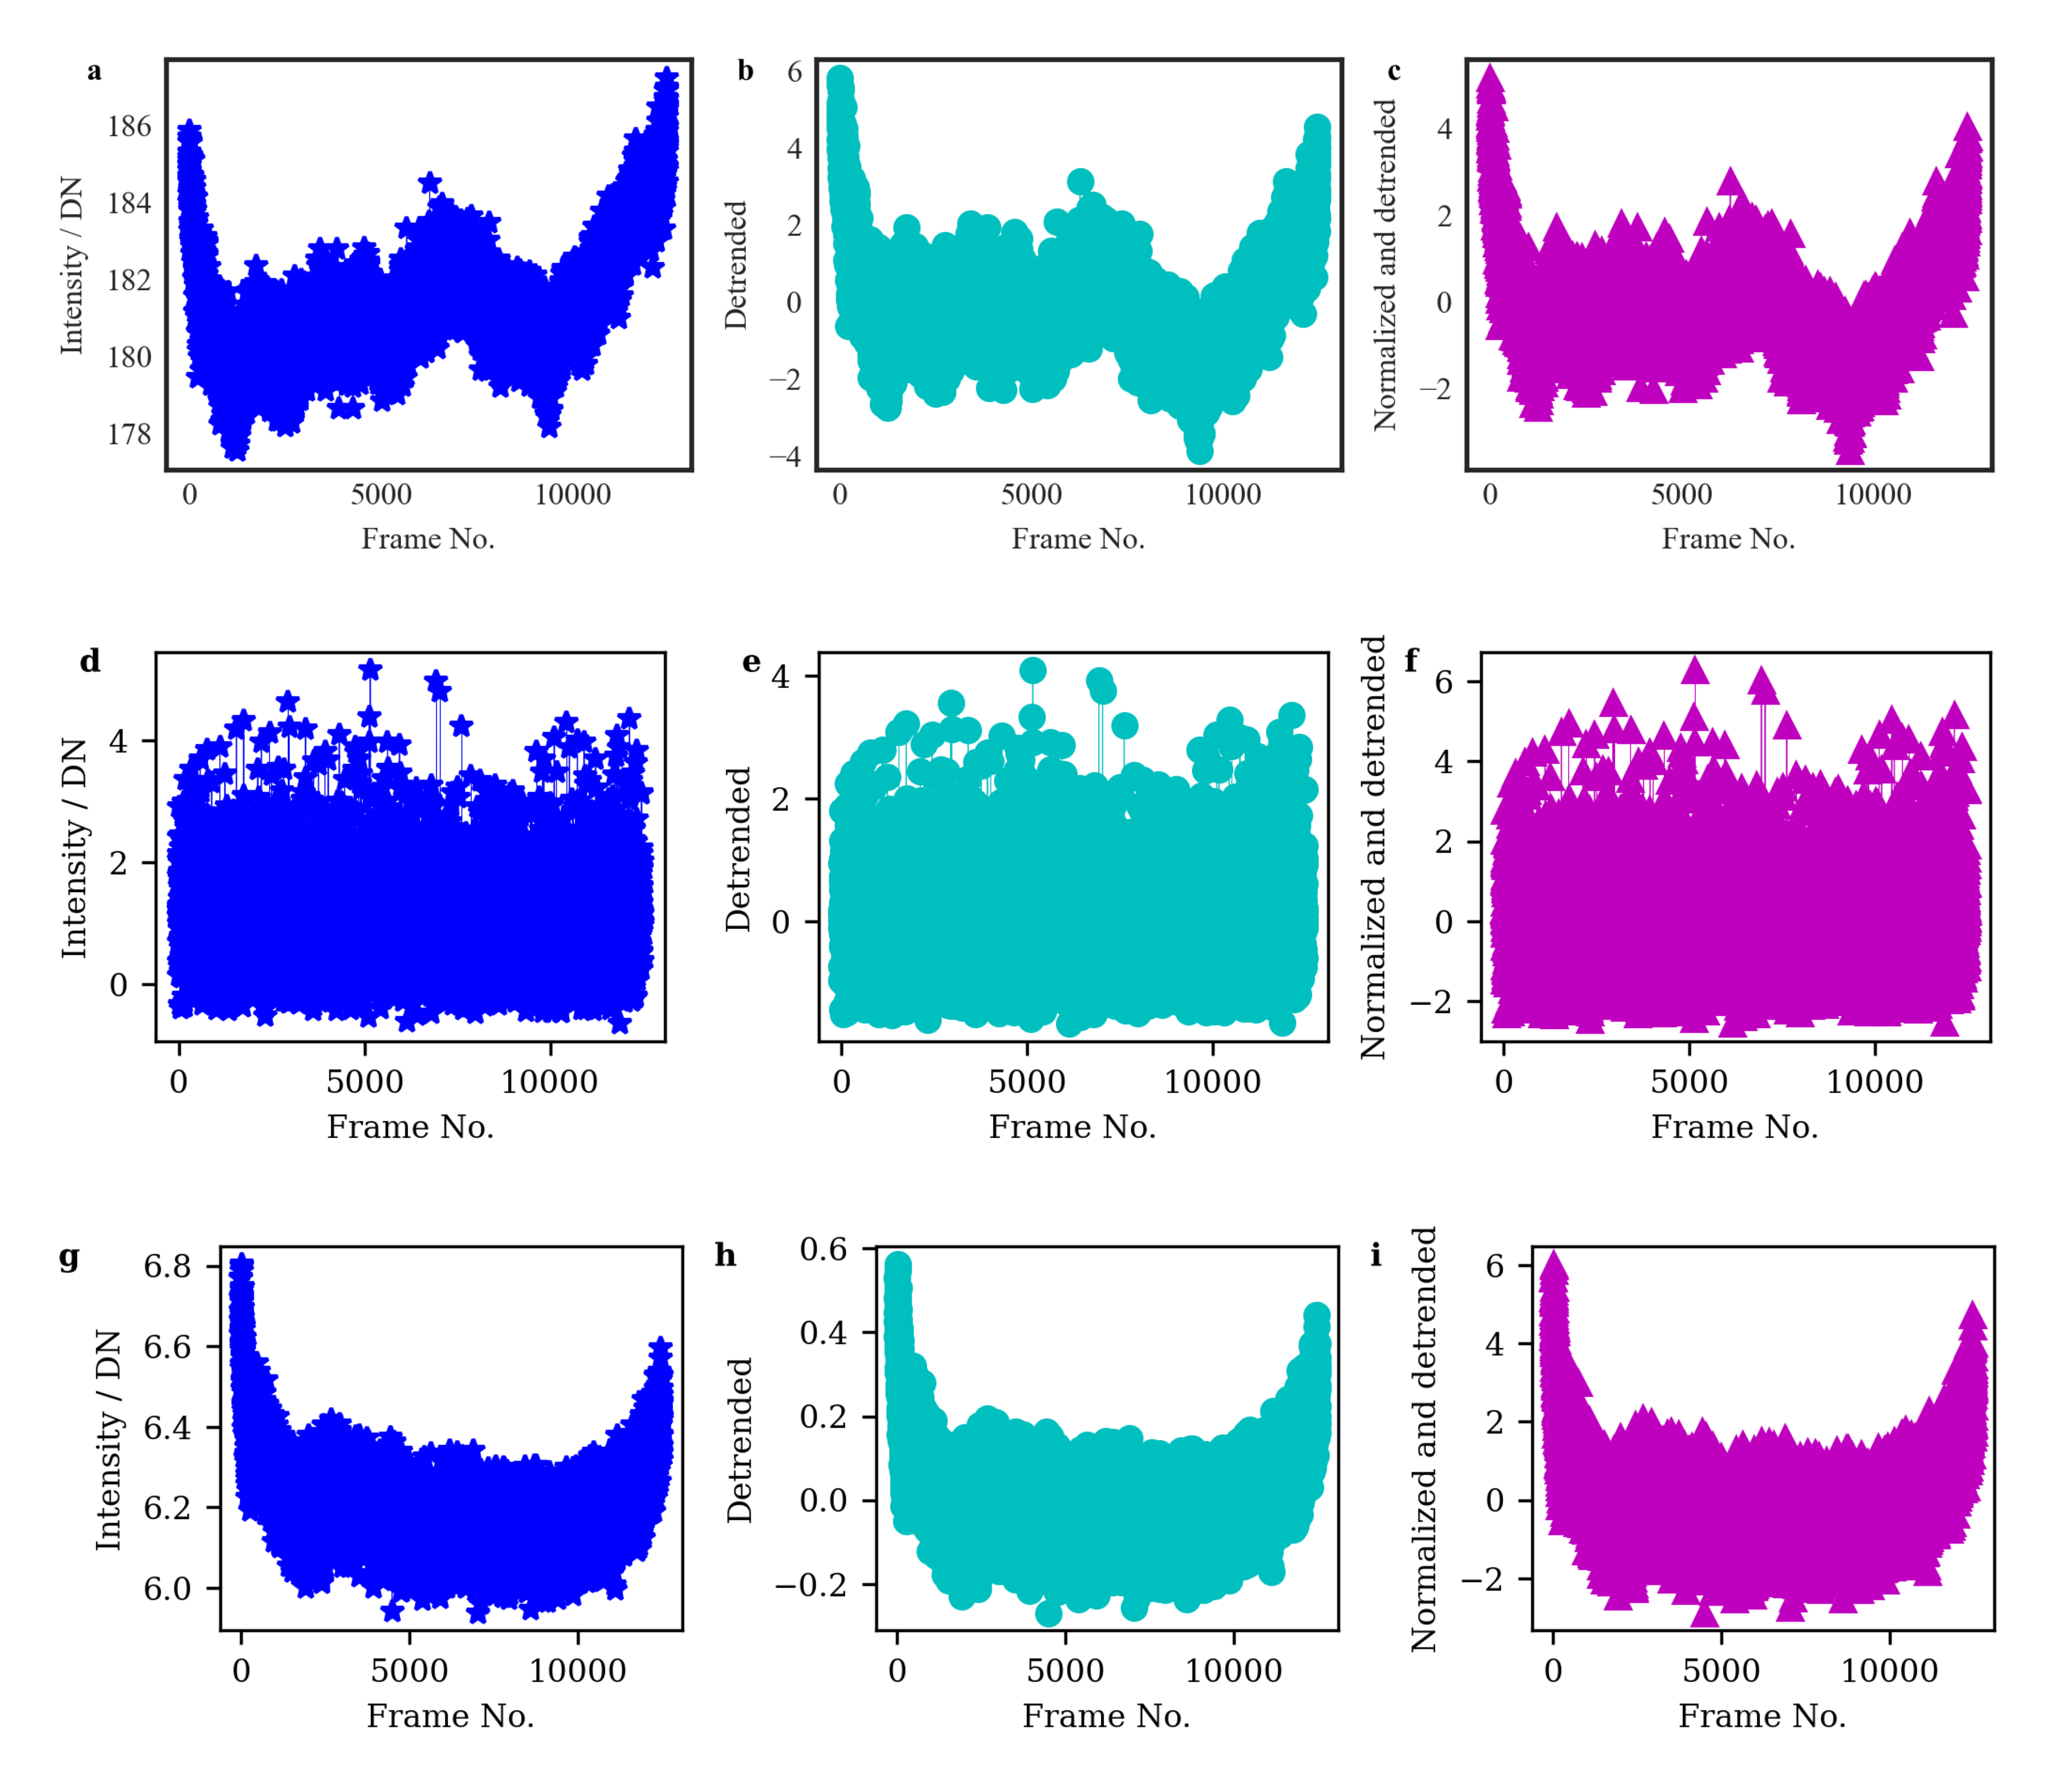 a
Intensity / DN
186
184
182
180
178
0 5000 10000
Frame No.
b
Detrended
6
4
2
0
−2
−4
0 5000 10000
Frame No.
c
Normalized and detrended
4
2
0
−2
0 5000 10000
Frame No.
d
Intensity / DN
4
2
0
0 5000 10000
Frame No.
e
Detrended
4
2
0
0 5000 10000
Frame No.
f
Normalized and detrended
6
4
2
0
−2
0 5000 10000
Frame No.
g
Intensity / DN
6.8
6.6
6.4
6.2
6.0
0 5000 10000
Frame No.
h
Detrended
0.6
0.4
0.2
0.0
−0.2
0 5000 10000
Frame No.
i
Normalized and detrended
6
4
2
0
−2
0 5000 10000
Frame No.